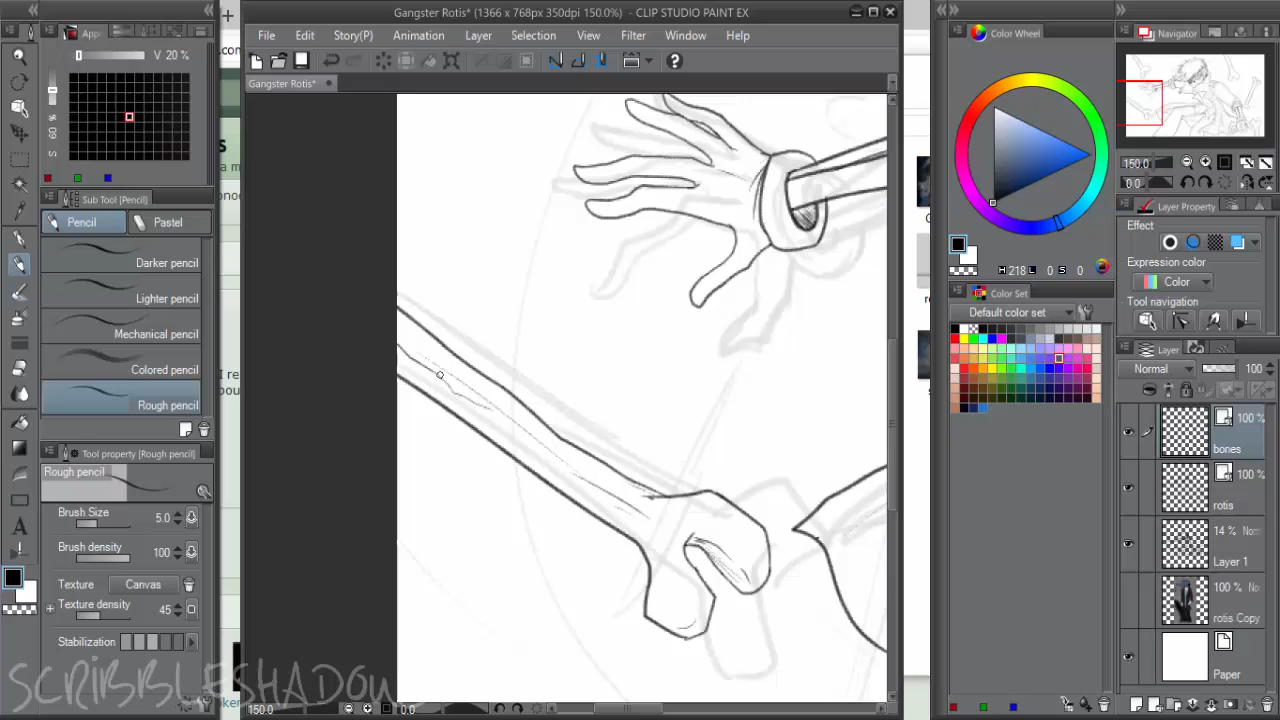 Gangster Rotis* (1366 x 768px 350dpi 150.0%) - CLIP STUDIO PAINT EX
File Edit Story(P) Animation Layer Selection View Filter Window Help
Gangster Rotis*
App
V 20 %
S 60 %
Sub Tool [Pencil]
Pencil Pastel
Darker pencil
Lighter pencil
Mechanical pencil
Colored pencil
Rough pencil
Tool property [Rough pencil]
Rough pencil
Brush Size 5.0
Brush density 100
Texture Canvas
Texture density 45
Stabilization
SCRIBBLESHADOW
150.0 0.0
Color Wheel
H 218 L 0 S 0
Color Set
Default color set
Navigator
150.0
0.0
Layer Property
Effect
Expression color
Color
Tool navigation
Layer
Normal 100
100 %
bones
100 %
rotis
14 % Norm
Layer 1
100 % No
rotis Copy
Paper